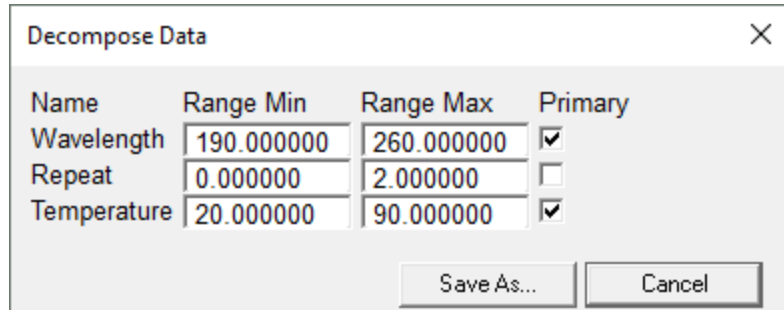 Decompose Data
Name Range Min Range Max Primary
Wavelength 190.000000 260.000000
Repeat 0.000000 2.000000
Temperature 20.000000 90.000000
Save As... Cancel